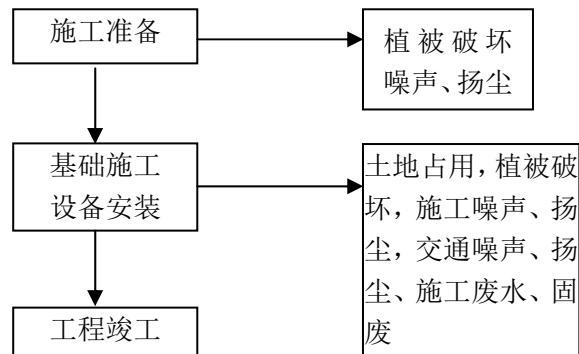 施工准备
植被破坏
噪声、扬尘
基础施工
设备安装
土地占用，植被破
坏，施工噪声、扬
尘，交通噪声、扬
尘、施工废水、固
废
工程竣工